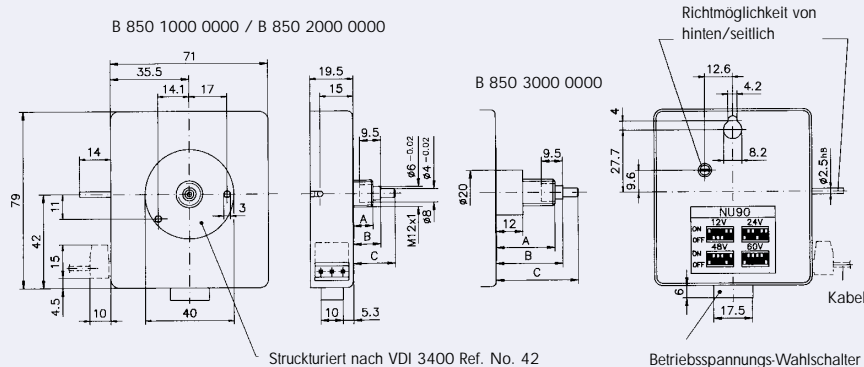 B 850 1000 0000 / B 850 2000 0000
71
35.5
14.1
17
14
79
42
11
3
15
4.5
10
40
Struckturiert nach VDI 3400 Ref. No. 42
19.5
15
9.5
ø6 -0.02
ø4 -0.02
M12x1
ø8
A
B
C
10
5.3
B 850 3000 0000
9.5
ø20
12
A
B
C
Richtmöglichkeit von
hinten/seitlich
12.6
4.2
4
27.7
9.6
8.2
ø2.5h8
NU90
12V 24V
ON
OFF
48V 60V
ON
OFF
Kabel
6
17.5
Betriebsspannungs-Wahlschalter